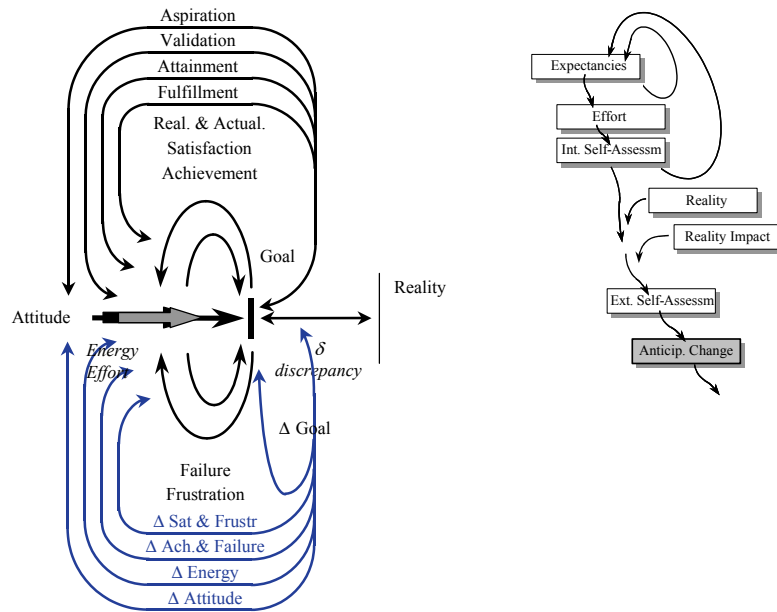 Aspiration
Validation
Attainment
Fulfillment
Real. & Actual.
Satisfaction
Achievement
Goal
Reality
Attitude
Energy
Effort
δ
discrepancy
Δ Goal
Failure
Frustration
Δ Sat & Frustr
Δ Ach.& Failure
Δ Energy
Δ Attitude
Expectancies
Effort
Int. Self-Assessm
Reality
Reality Impact
Ext. Self-Assessm
Anticip. Change